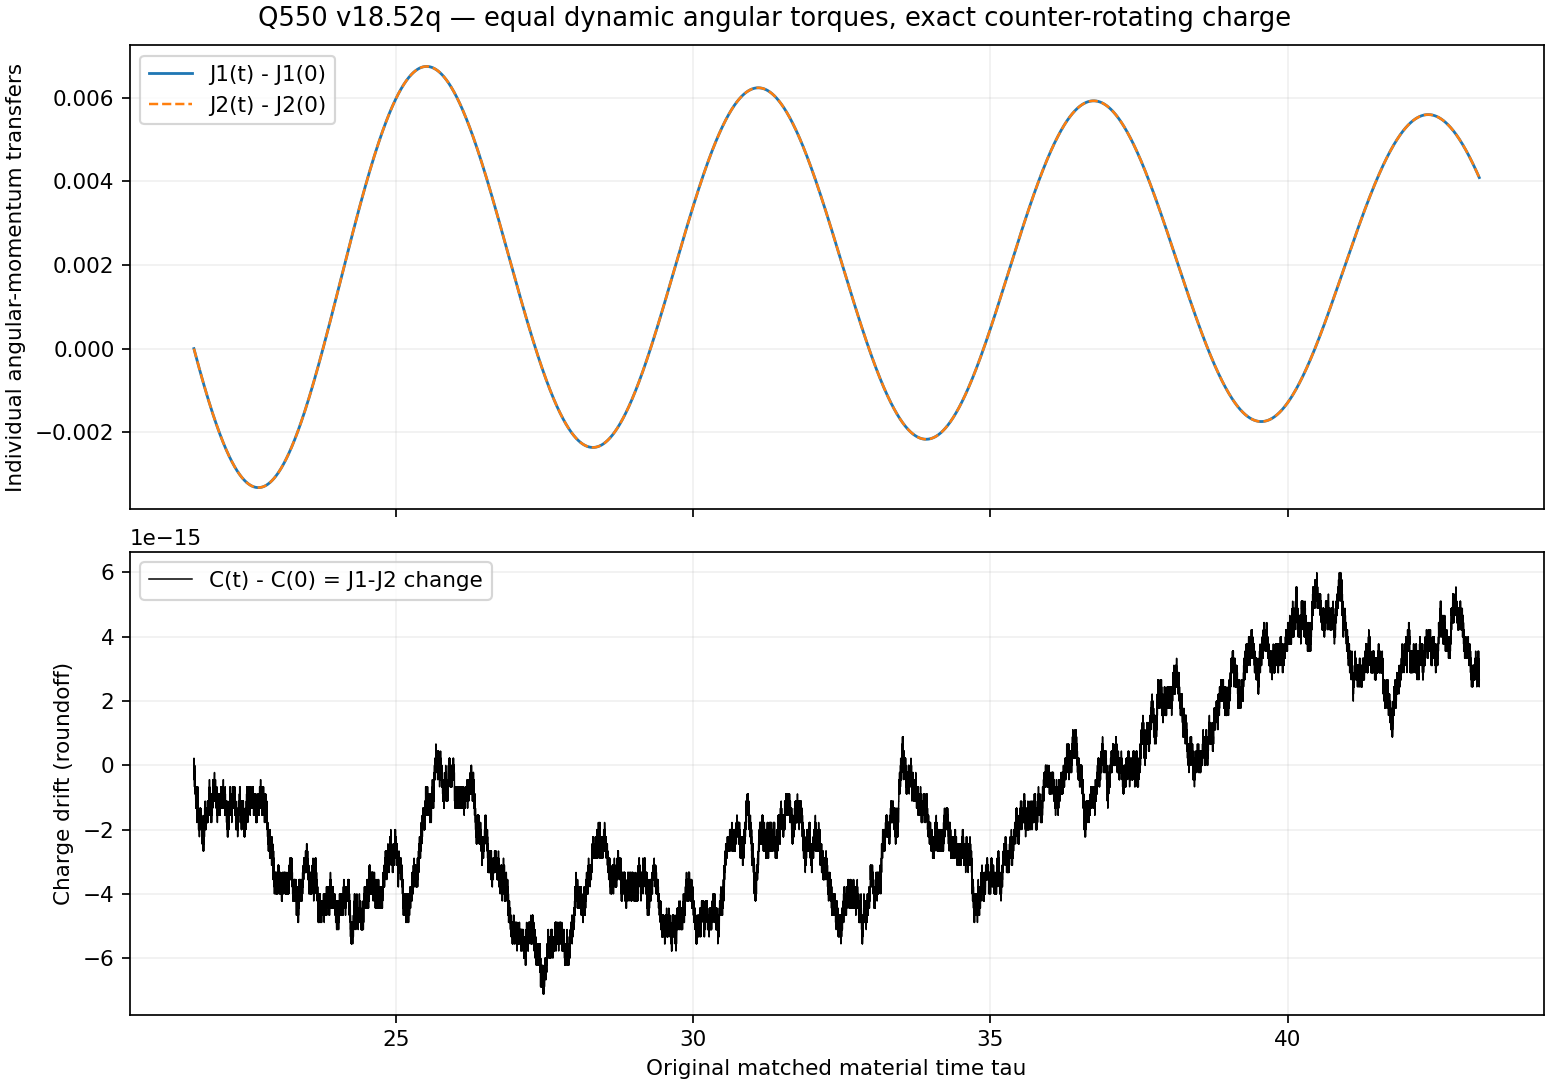 Q550 v18.52q — equal dynamic angular torques, exact counter-rotating charge
Individual angular-momentum transfers
J1(t) - J1(0)
J2(t) - J2(0)
0.006
0.004
0.002
0.000
−0.002
1e−15
Charge drift (roundoff)
C(t) - C(0) = J1-J2 change
6
4
2
0
−2
−4
−6
25 30 35 40
Original matched material time tau